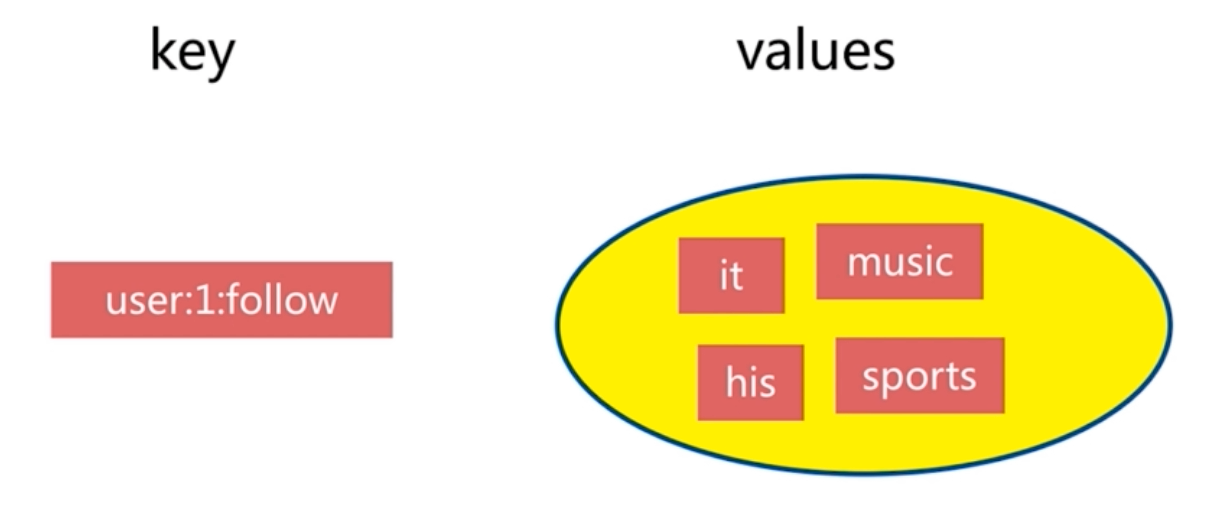 key
values
user:1:follow
it
music
his
sports